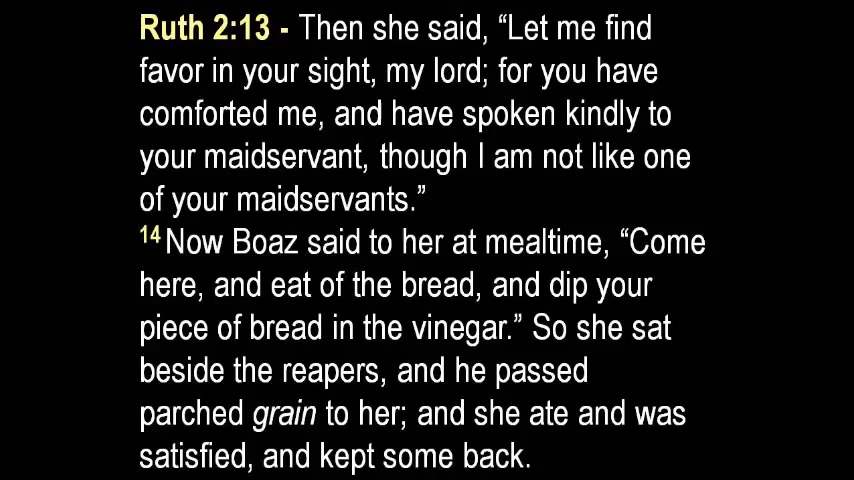 Ruth 2:13 - Then she said, “Let me find
favor in your sight, my lord; for you have
comforted me, and have spoken kindly to
your maidservant, though I am not like one
of your maidservants.”
14 Now Boaz said to her at mealtime, “Come
here, and eat of the bread, and dip your
piece of bread in the vinegar.” So she sat
beside the reapers, and he passed
parched grain to her; and she ate and was
satisfied, and kept some back.